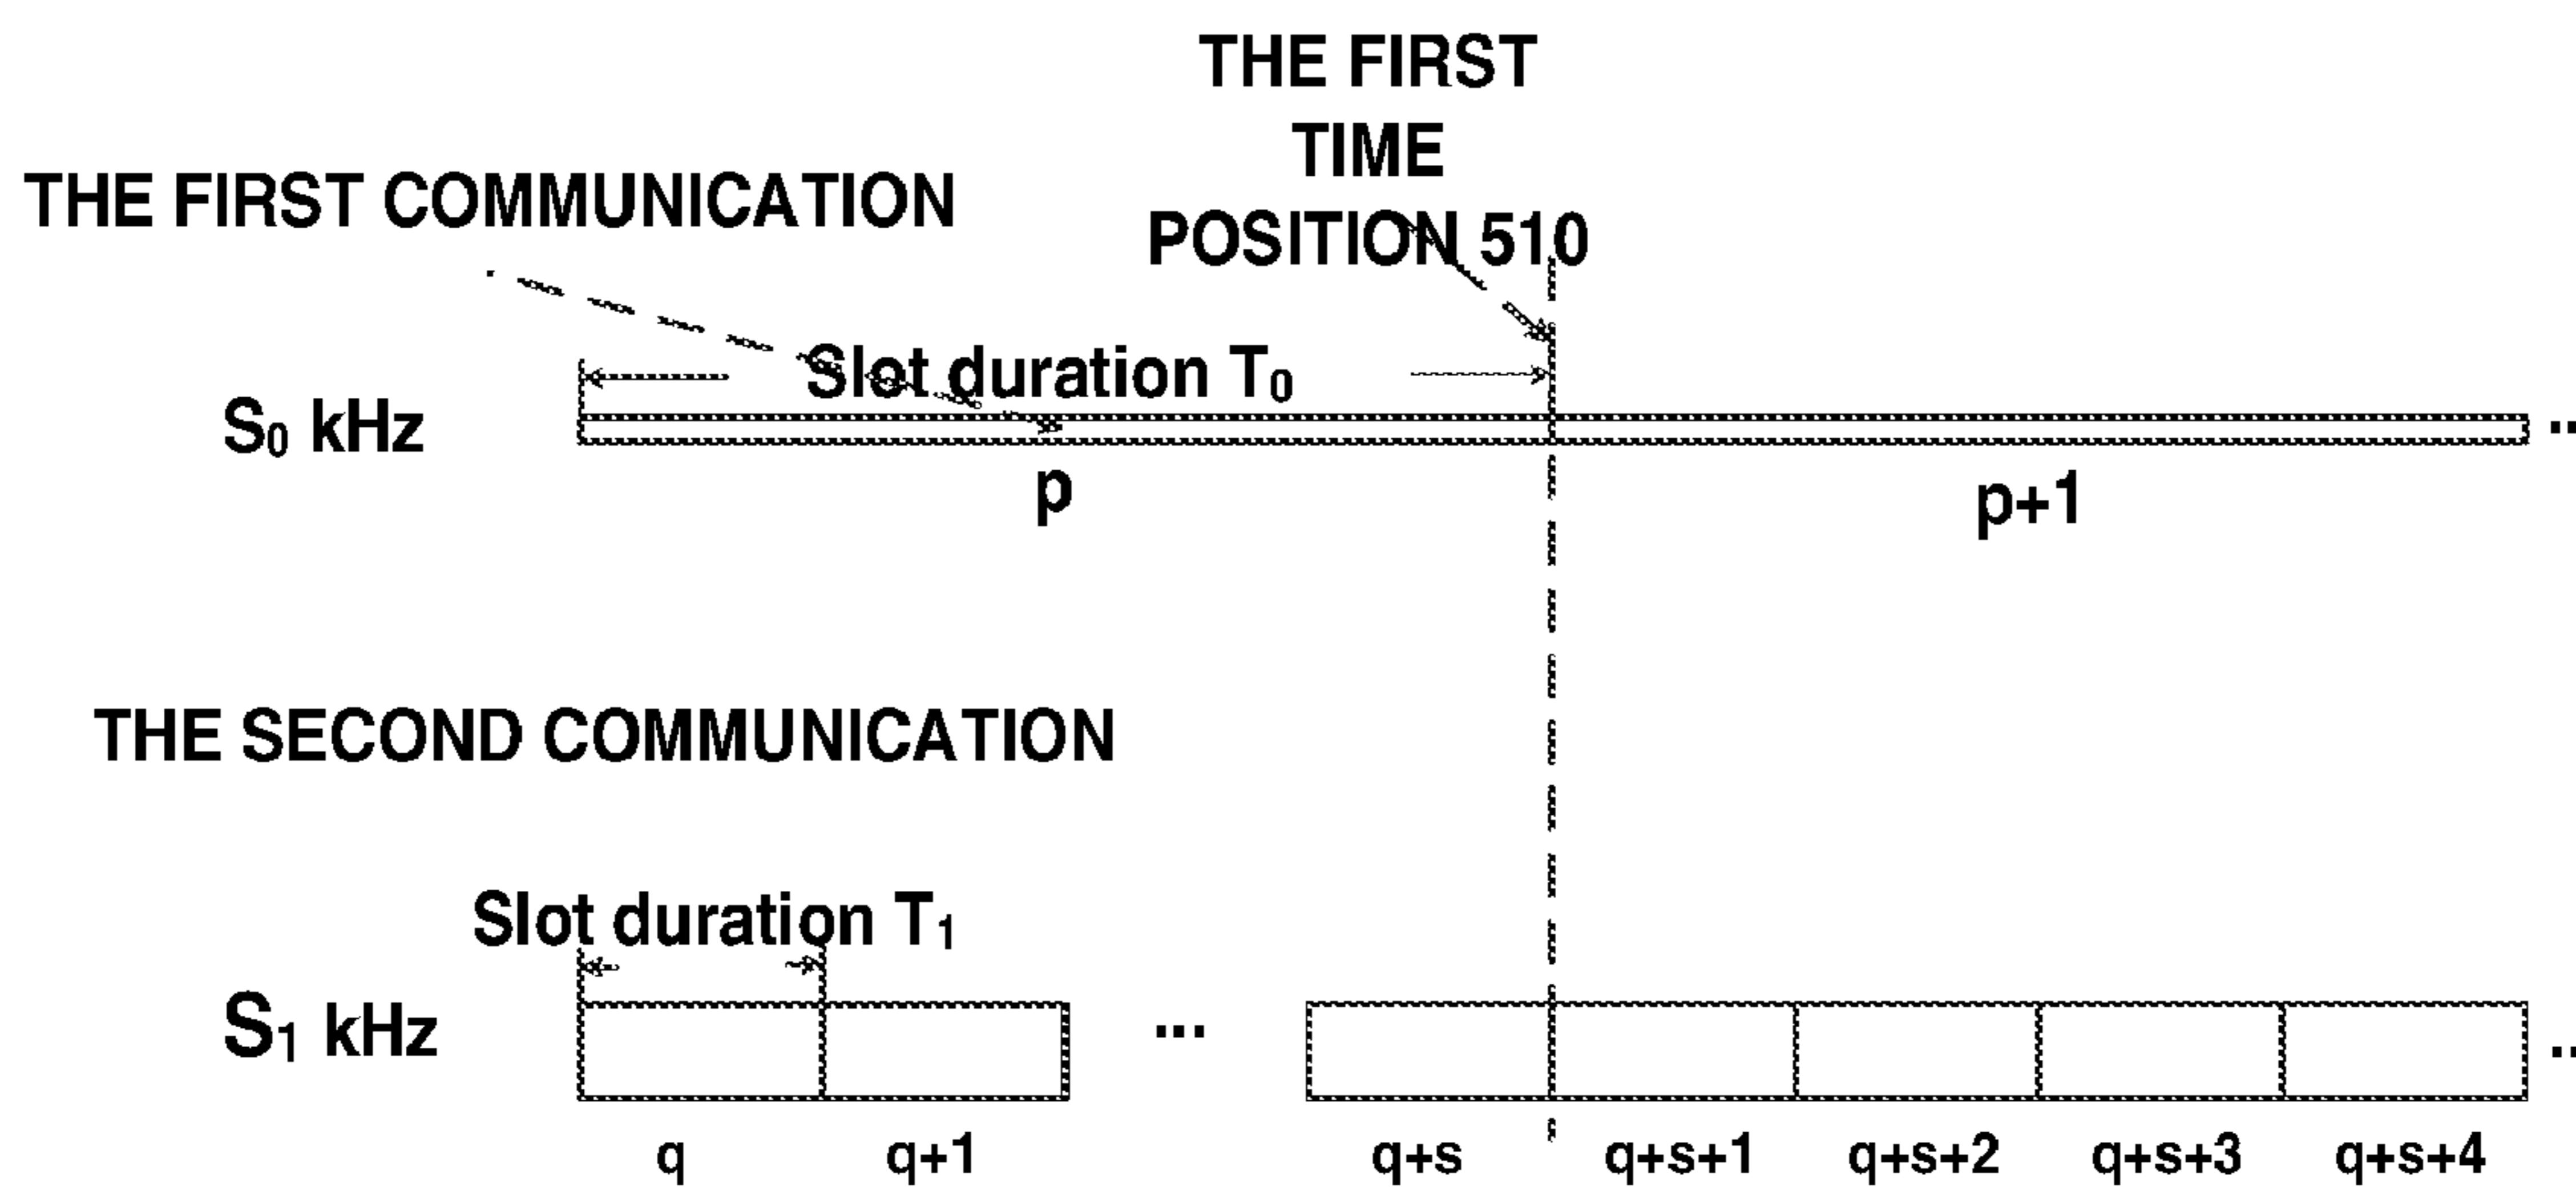 THE FIRST
TIME
POSITION 510
THE FIRST COMMUNICATION
Slot duration T₀
S₀ kHz
p
p+1
THE SECOND COMMUNICATION
Slot duration T₁
S₁ kHz
...
q
q+1
q+s
q+s+1
q+s+2
q+s+3
q+s+4